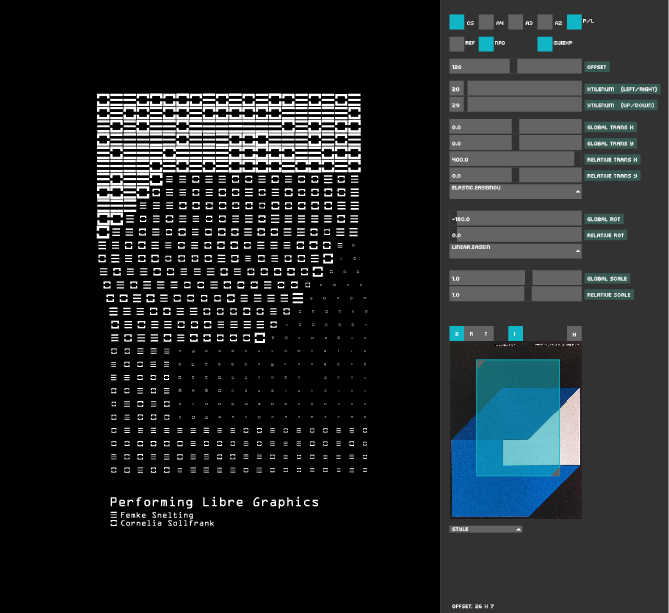 Performing Libre Graphics
Femke Snelting
Cornelia Sollfrank
CS A4 A3 A2 P/L
REF INFO GUIDEXP
120 OFFSET
20 XTILENUM (LEFT/RIGHT)
29 YTILENUM (UP/DOWN)
0.0 GLOBAL TRANS X
0.0 GLOBAL TRANS Y
400.0 RELATIVE TRANS X
0.0 RELATIVE TRANS Y
ELASTIC.EASEINOU
-180.0 GLOBAL ROT
0.0 RELATIVE ROT
LINEAR.EASEIN
1.0 GLOBAL SCALE
1.0 RELATIVE SCALE
S R T I X
STYLE
OFFSET: 26 X 7